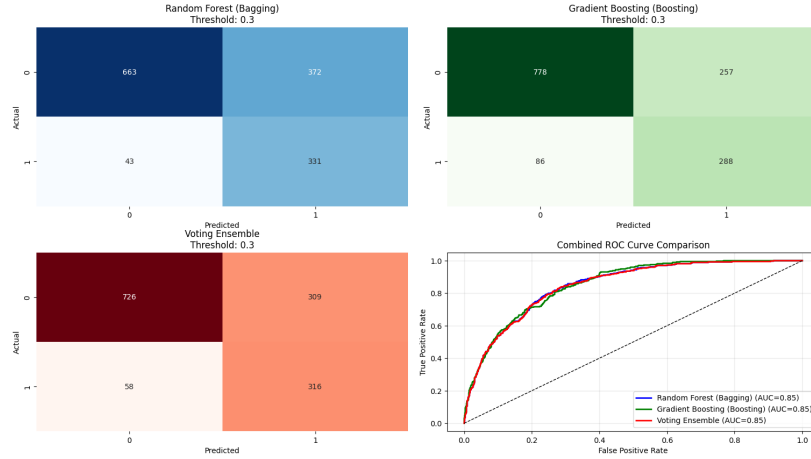 Random Forest (Bagging)
Threshold: 0.3
0
663
372
Actual
1
43
331
0
1
Predicted
Gradient Boosting (Boosting)
Threshold: 0.3
0
778
257
Actual
1
86
288
0
1
Predicted
Voting Ensemble
Threshold: 0.3
0
726
309
Actual
1
58
316
0
1
Predicted
Combined ROC Curve Comparison
1.0
0.8
0.6
0.4
0.2
0.0
True Positive Rate
Random Forest (Bagging) (AUC=0.85)
Gradient Boosting (Boosting) (AUC=0.85)
Voting Ensemble (AUC=0.85)
0.0
0.2
0.4
0.6
0.8
1.0
False Positive Rate